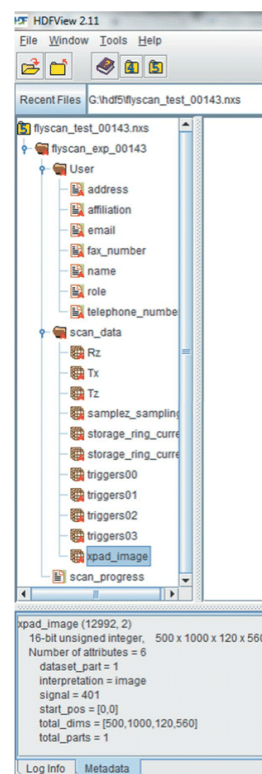 HDFView 2.11
File Window Tools Help
Recent Files G:\hdf5\flyscan_test_00143.nxs
flyscan_test_00143.nxs
flyscan_exp_00143
User
address
affiliation
email
fax_number
name
role
telephone_numbe
scan_data
Rz
Tx
Tz
samplez_sampling
storage_ring_curre
storage_ring_curre
triggers00
triggers01
triggers02
triggers03
xpad_image
scan_progress
xpad_image (12992, 2)
16-bit unsigned integer, 500 x 1000 x 120 x 560
Number of attributes = 6
dataset_part = 1
interpretation = image
signal = 401
start_pos = [0,0]
total_dims = [500,1000,120,560]
total_parts = 1
Log Info Metadata